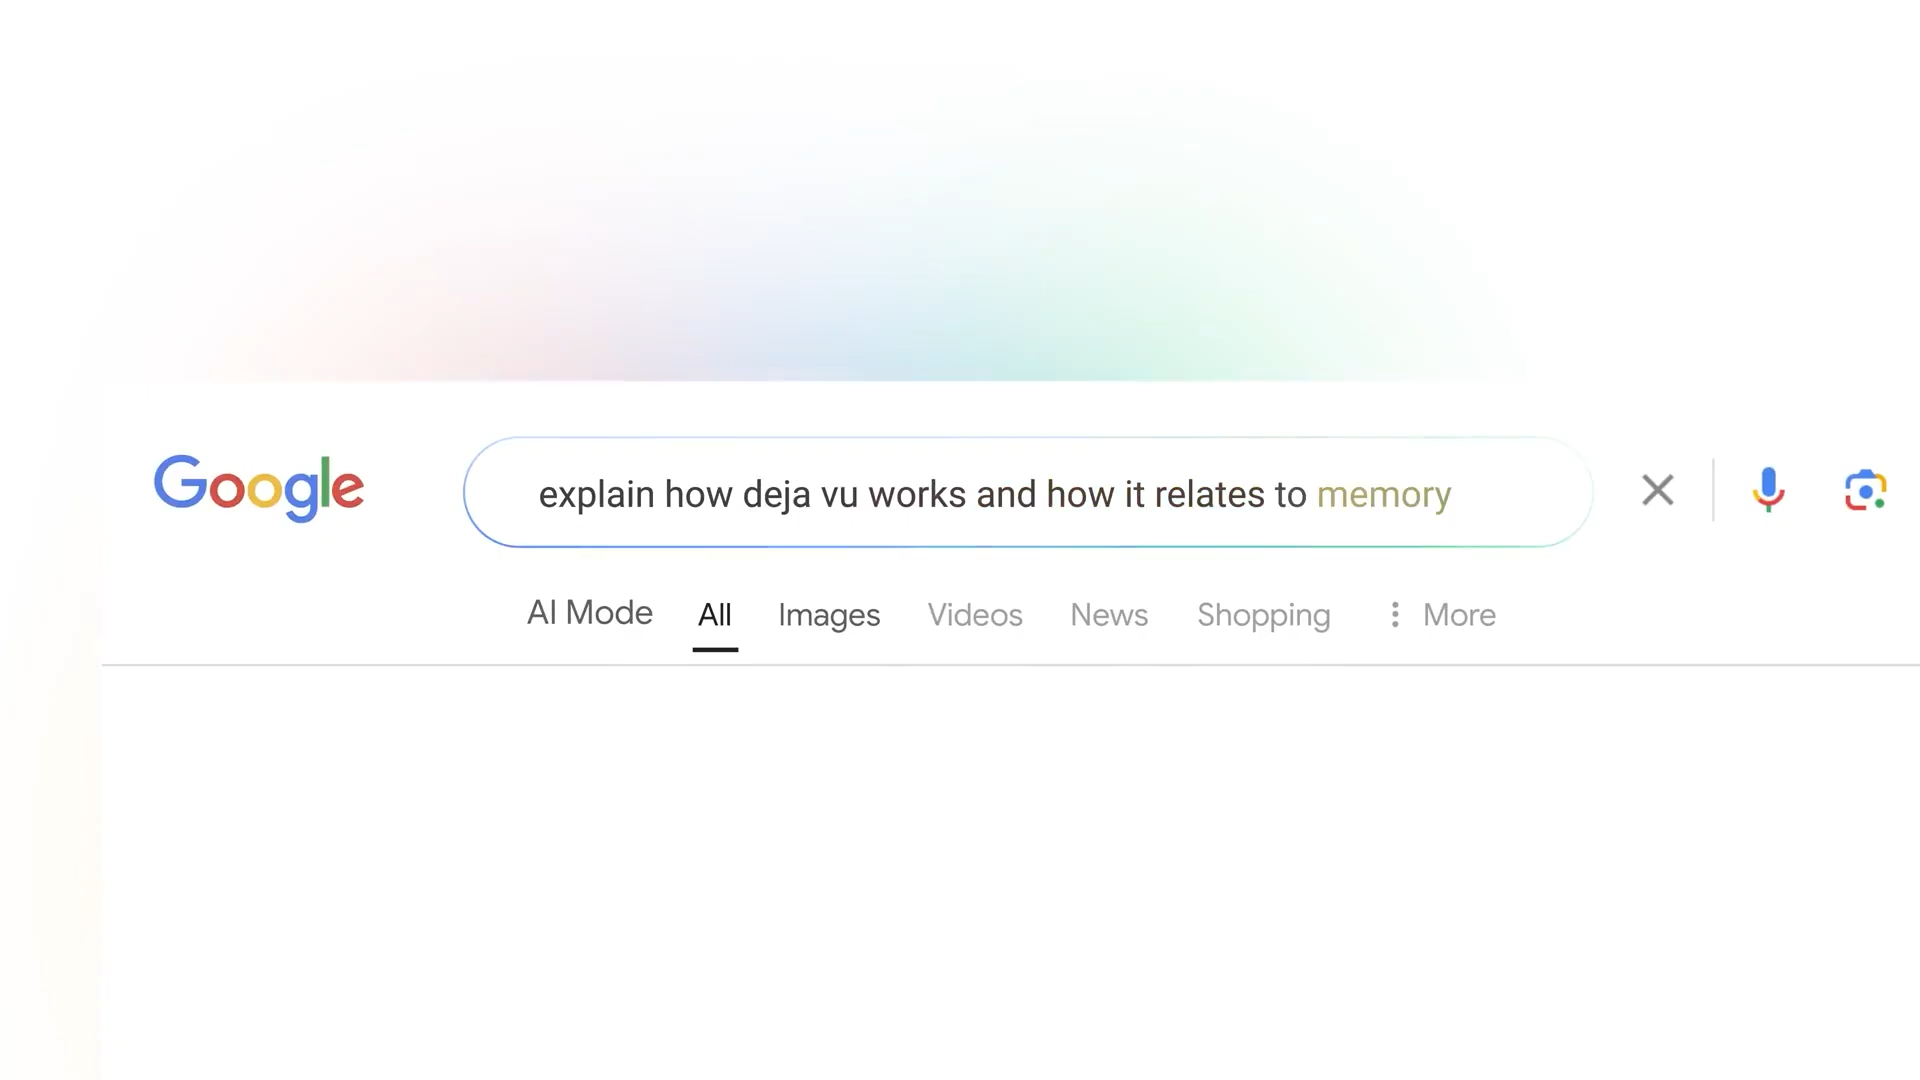 Google
explain how deja vu works and how it relates to memory
AI Mode All Images Videos News Shopping More